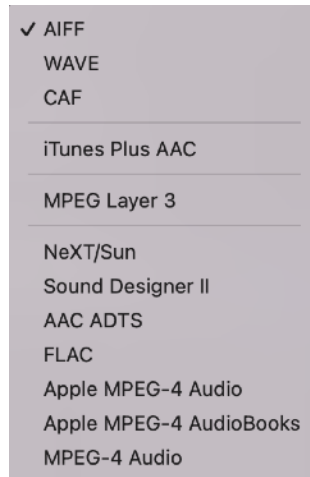 ✓ AIFF
WAVE
CAF
iTunes Plus AAC
MPEG Layer 3
NeXT/Sun
Sound Designer II
AAC ADTS
FLAC
Apple MPEG-4 Audio
Apple MPEG-4 AudioBooks
MPEG-4 Audio